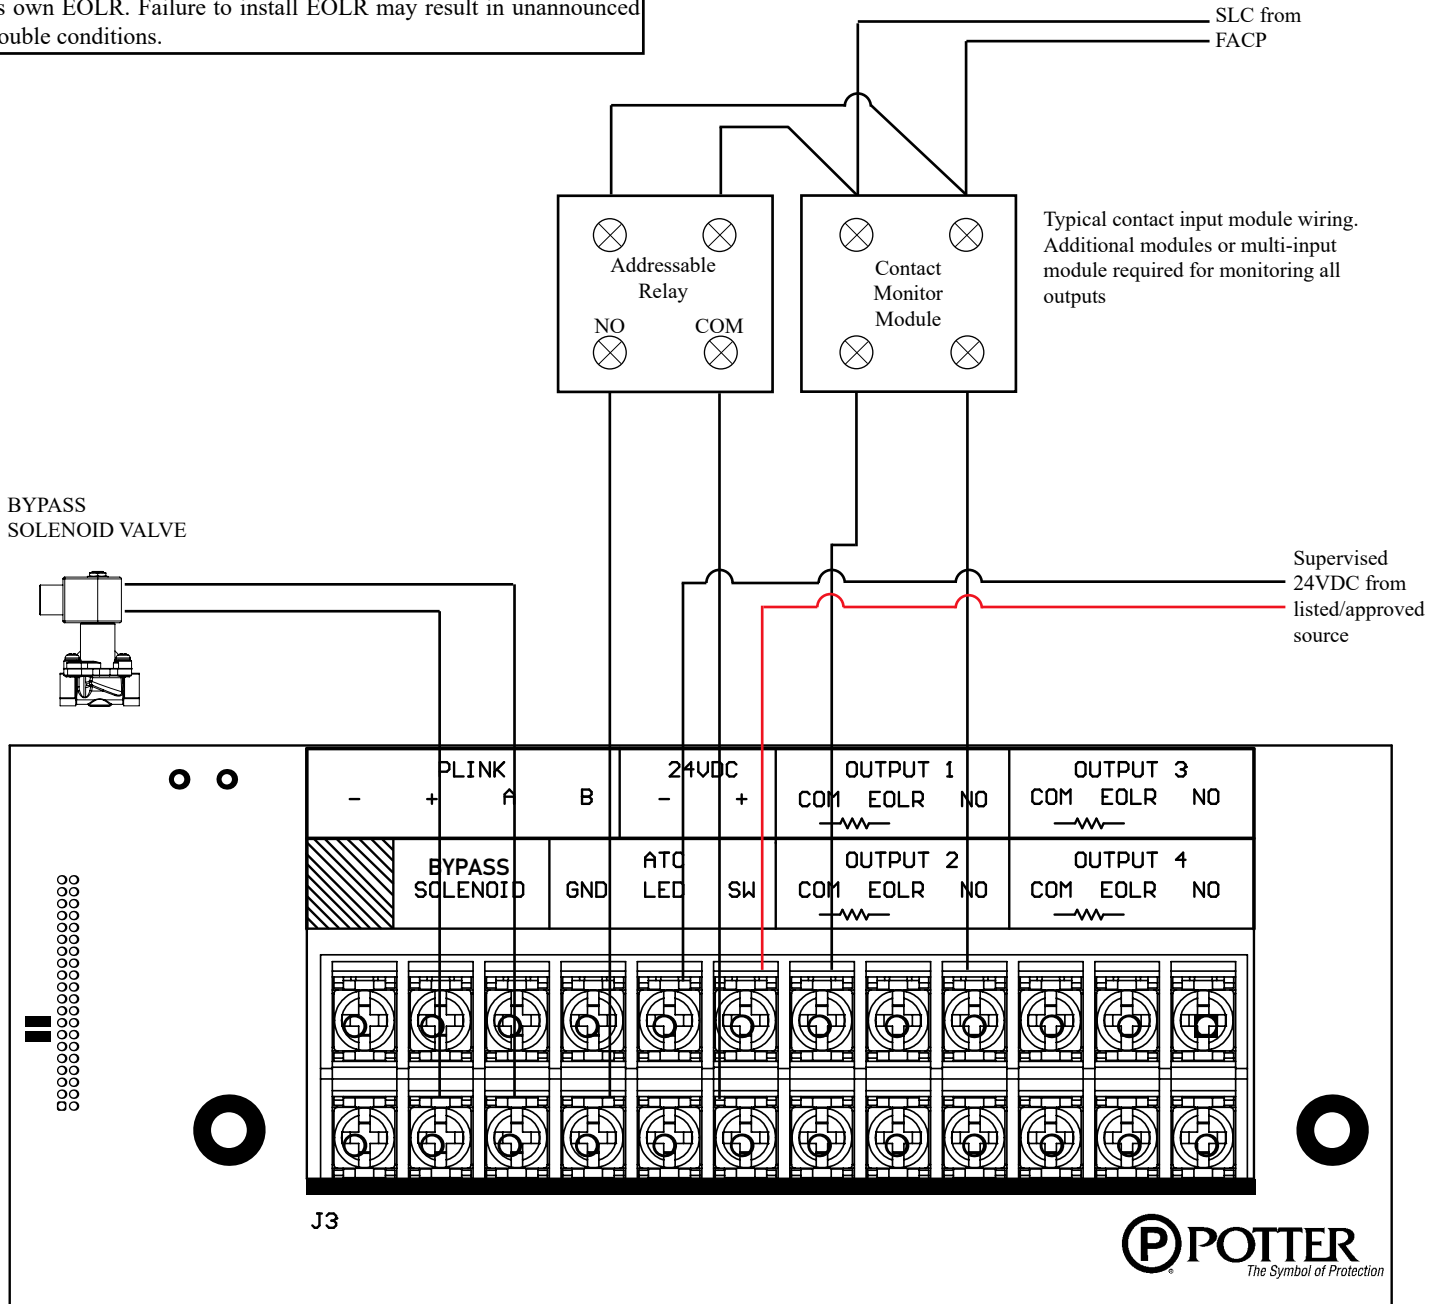 s own EOLR. Failure to install EOLR may result in unannounced
ouble conditions.
SLC from
FACP
Addressable
Relay
NO COM
Contact
Monitor
Module
Typical contact input module wiring.
Additional modules or multi-input
module required for monitoring all
outputs
BYPASS
SOLENOID VALVE
Supervised
24VDC from
listed/approved
source
PLINK
- + A B
24VDC
- +
OUTPUT 1
COM EOLR NO
OUTPUT 3
COM EOLR NO
BYPASS
SOLENOID
ATC
GND LED SW
OUTPUT 2
COM EOLR NO
OUTPUT 4
COM EOLR NO
J3
P POTTER
The Symbol of Protection